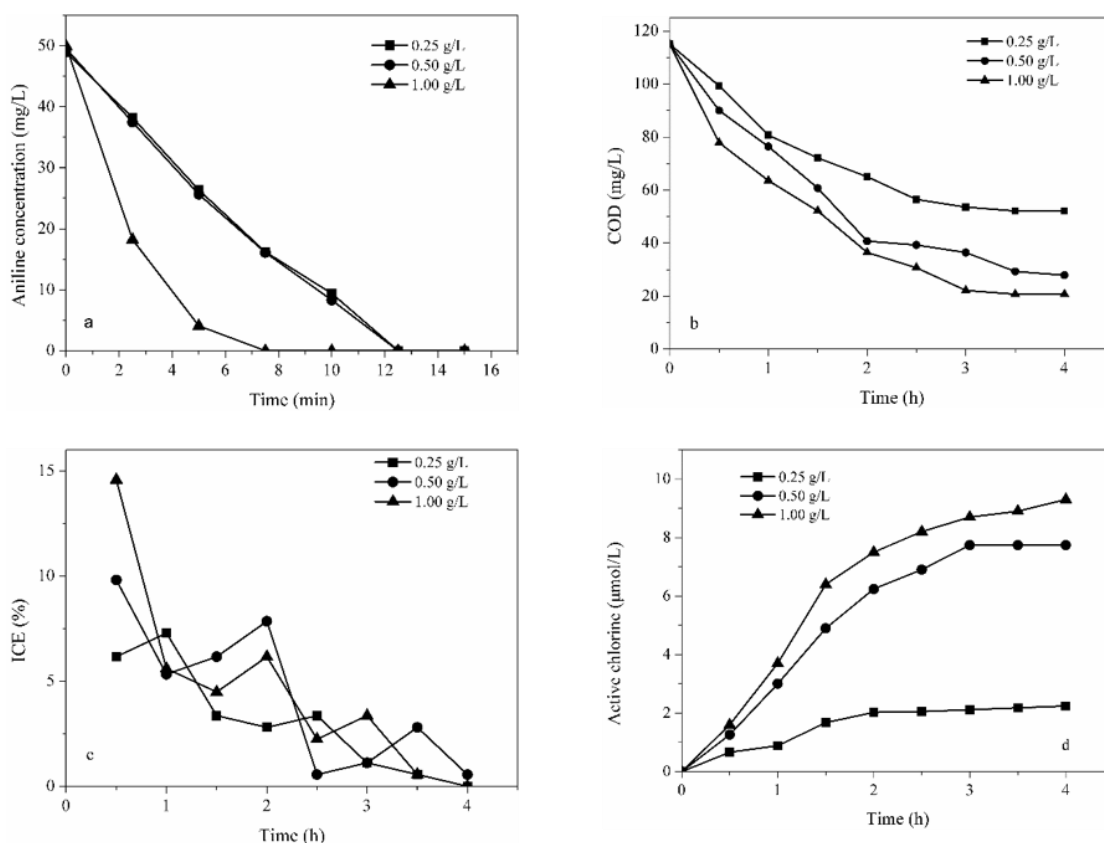 50
40
30
20
10
0
Aniline concentration (mg/L)
0.25 g/L
0.50 g/L
1.00 g/L
a
0 2 4 6 8 10 12 14 16
Time (min)
120
100
80
60
40
20
0
COD (mg/L)
0.25 g/L
0.50 g/L
1.00 g/L
b
0 1 2 3 4
Time (h)
15
10
5
0
ICE (%)
0.25 g/L
0.50 g/L
1.00 g/L
c
0 1 2 3 4
Time (h)
10
8
6
4
2
0
Active chlorine (μmol/L)
0.25 g/L
0.50 g/L
1.00 g/L
d
0 1 2 3 4
Time (h)